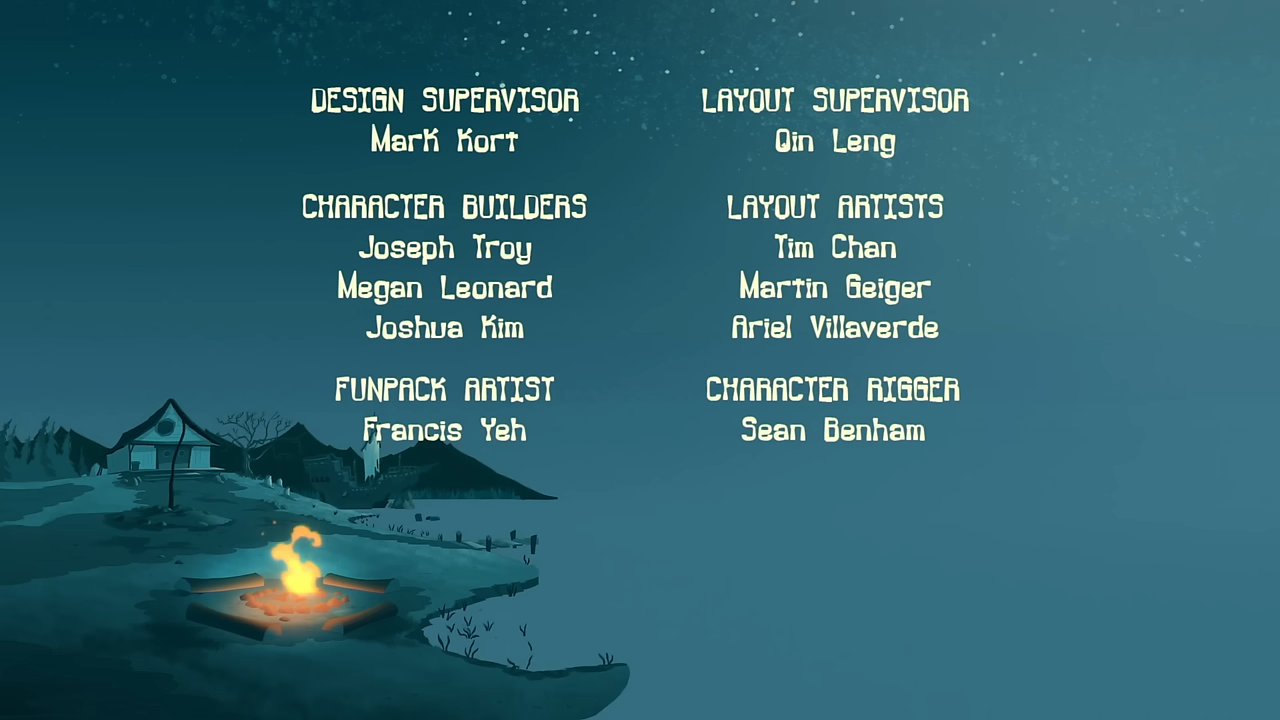 DESIGN SUPERVISOR
Mark Kort
CHARACTER BUILDERS
Joseph Troy
Megan Leonard
Joshua Kim
FUNPACK ARTIST
Francis Yeh
LAYOUT SUPERVISOR
Qin Leng
LAYOUT ARTISTS
Tim Chan
Martin Geiger
Ariel Villaverde
CHARACTER RIGGER
Sean Benham